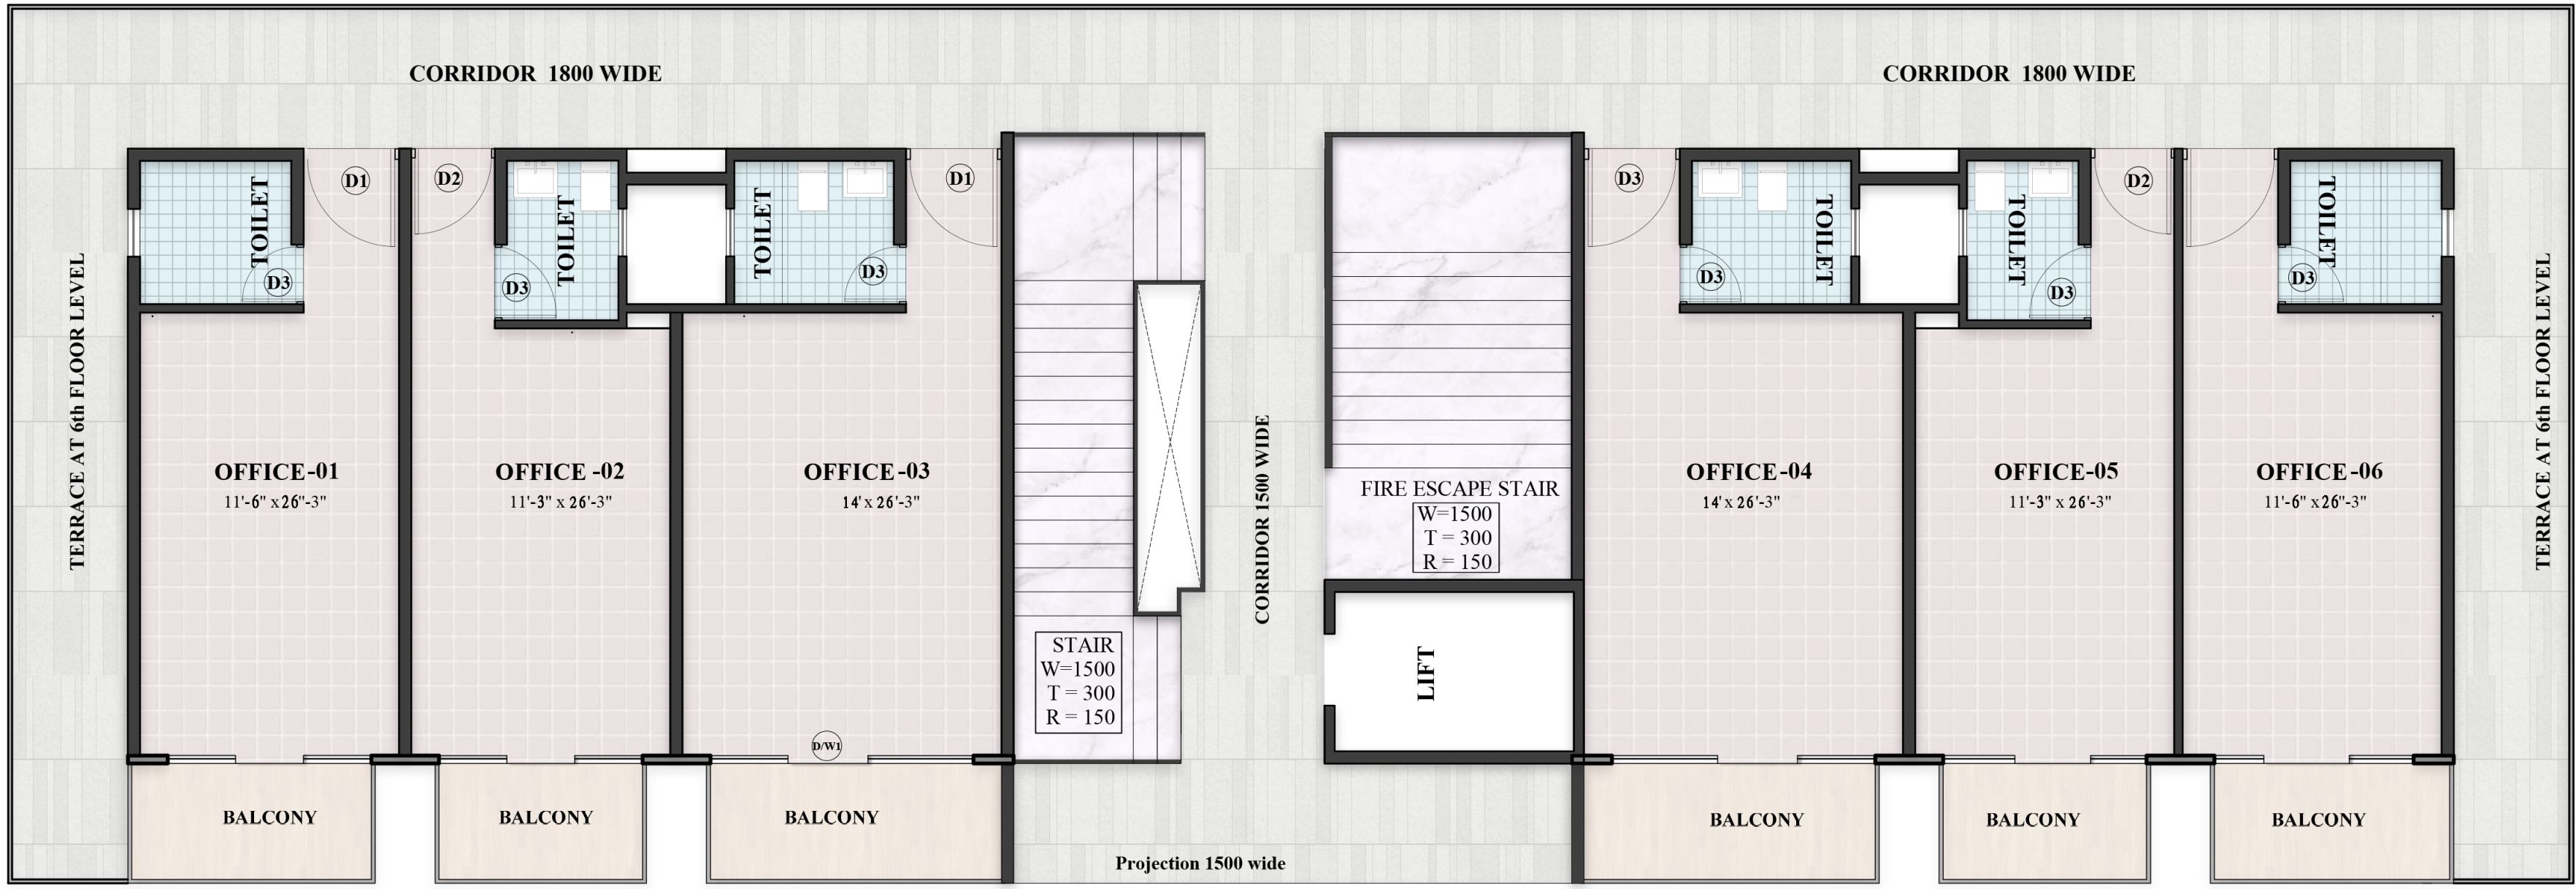 CORRIDOR 1800 WIDE
CORRIDOR 1800 WIDE
TOILET
D1
D2
TOILET
TOILET
D1
D3
TOILET
TOILET
D2
TOILET
D3
D3
D3
D3
D3
D3
TERRACE AT 6th FLOOR LEVEL
OFFICE-01
11'-6" x 26"-3"
OFFICE -02
11'-3" x 26'-3"
OFFICE-03
14' x 26'-3"
CORRIDOR 1500 WIDE
FIRE ESCAPE STAIR
W=1500
T = 300
R = 150
OFFICE-04
14' x 26'-3"
OFFICE-05
11'-3" x 26'-3"
OFFICE-06
11'-6" x 26"-3"
TERRACE AT 6th FLOOR LEVEL
STAIR
W=1500
T = 300
R = 150
LIFT
D/W1
BALCONY
BALCONY
BALCONY
BALCONY
BALCONY
BALCONY
Projection 1500 wide